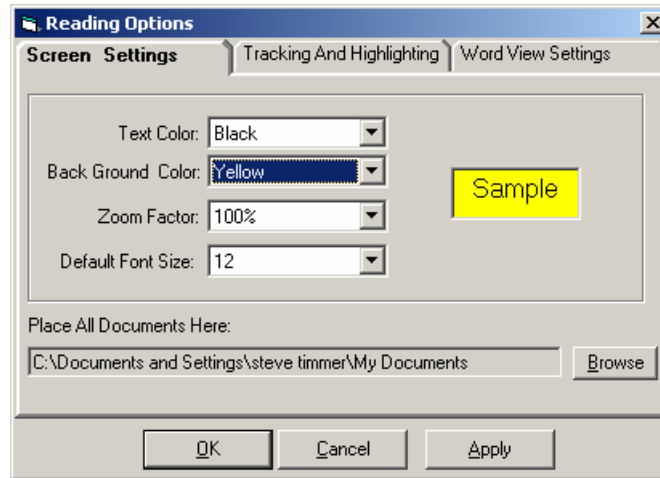 Reading Options
Screen Settings Tracking And Highlighting Word View Settings
Text Color: Black
Back Ground Color: Yellow
Sample
Zoom Factor: 100%
Default Font Size: 12
Place All Documents Here:
C:\Documents and Settings\steve timmer\My Documents Browse
OK Cancel Apply